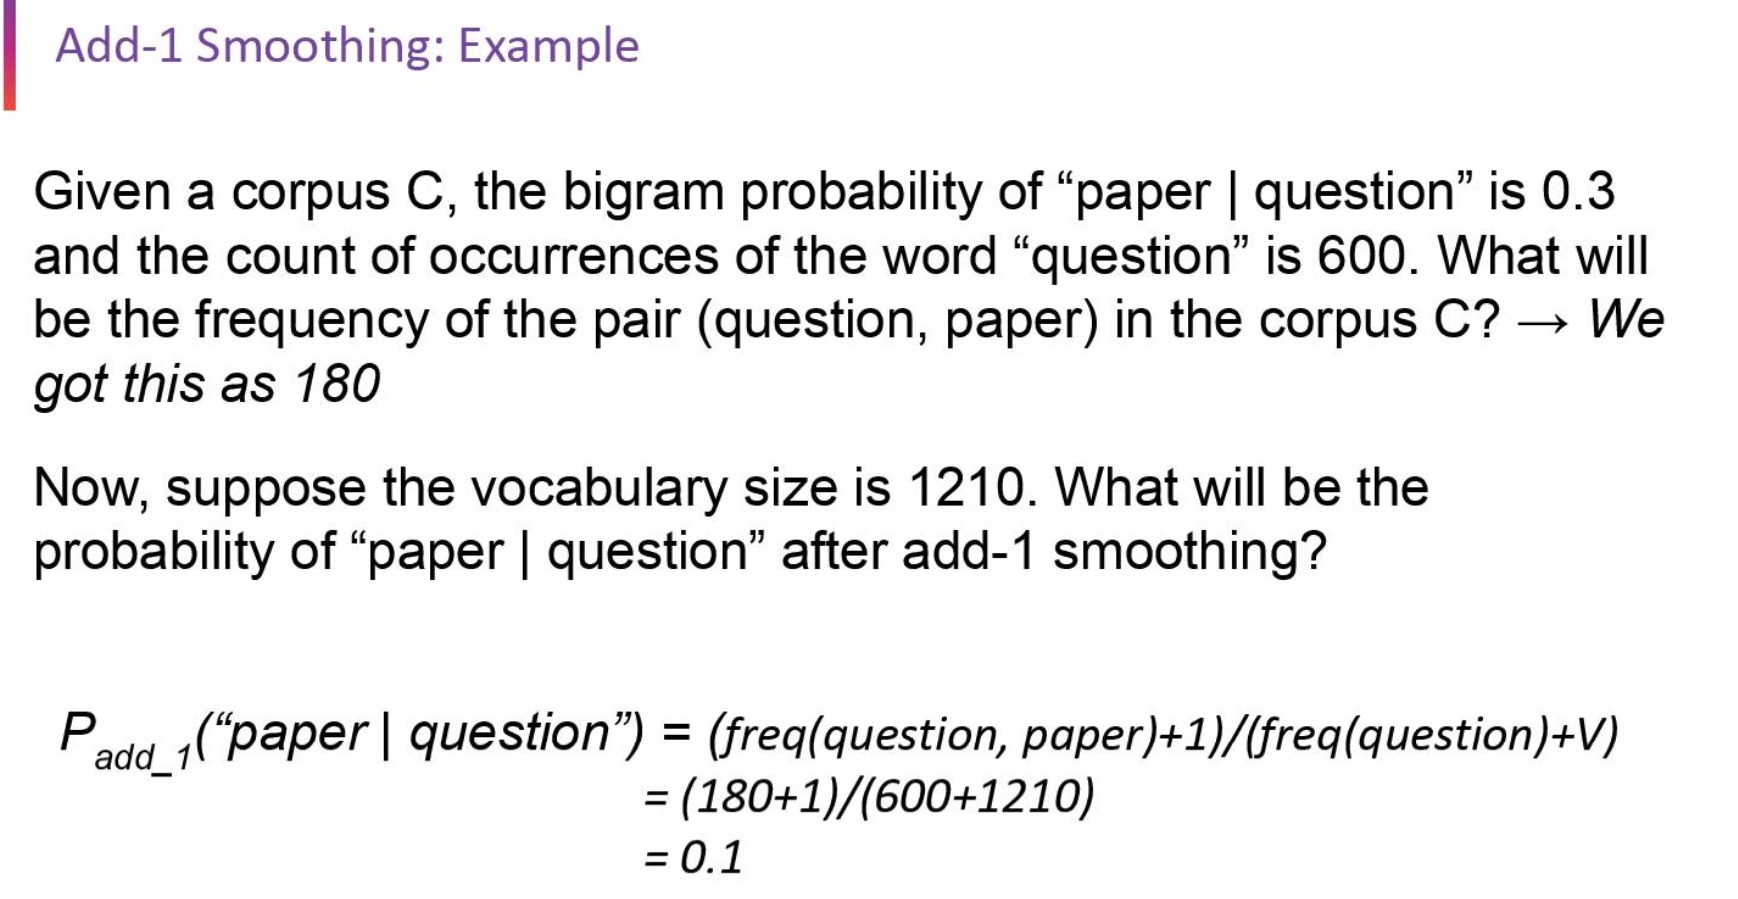 Add-1 Smoothing: Example
Given a corpus C, the bigram probability of “paper | question” is 0.3
and the count of occurrences of the word “question” is 600. What will
be the frequency of the pair (question, paper) in the corpus C? → We
got this as 180
Now, suppose the vocabulary size is 1210. What will be the
probability of “paper | question” after add-1 smoothing?
Padd_1(“paper | question”) = (freq(question, paper)+1)/(freq(question)+V)
= (180+1)/(600+1210)
= 0.1